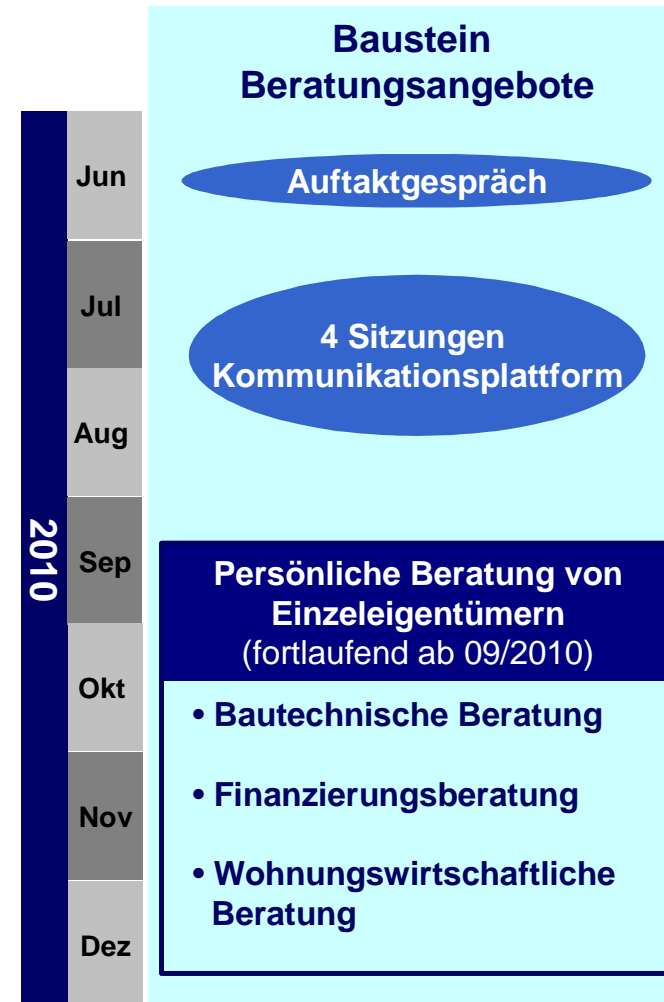 Baustein
Beratungsangebote
2010
Jun
Auftaktgespräch
Jul
4 Sitzungen
Kommunikationsplattform
Aug
Sep
Persönliche Beratung von
Einzeleigentümern
(fortlaufend ab 09/2010)
Okt
• Bautechnische Beratung
• Finanzierungsberatung
Nov
• Wohnungswirtschaftliche
Beratung
Dez